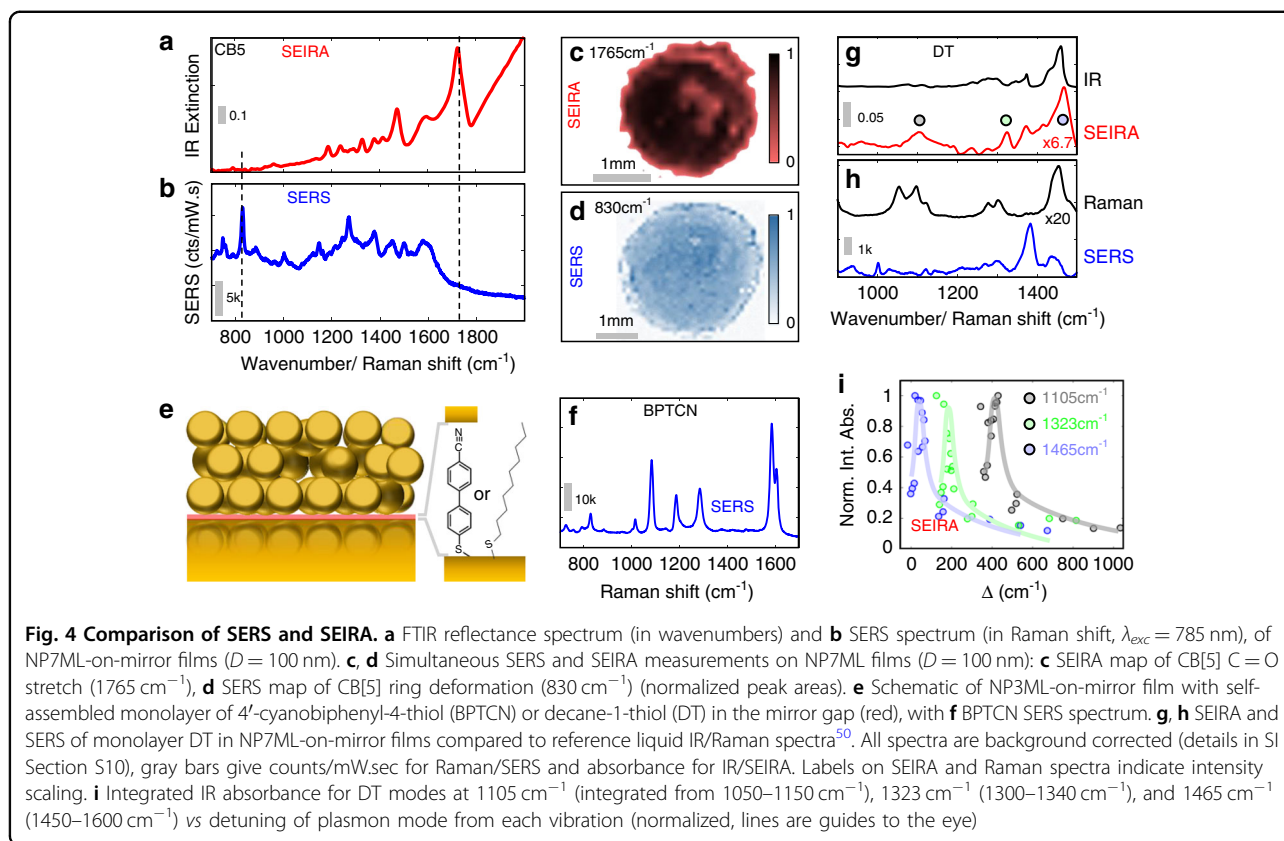 a
CB5
SEIRA
IR Extinction
0.1
b
SERS
SERS (cts/mW.s)
5k
800 1000 1200 1400 1600 1800
Wavenumber/ Raman shift (cm⁻¹)
c
1765cm⁻¹
SEIRA
1mm
1
0
d
830cm⁻¹
SERS
1mm
1
0
g
DT
IR
0.05
SEIRA
x6.7
h
Raman
x20
1k
SERS
1000 1200 1400
Wavenumber/ Raman shift (cm⁻¹)
e
N
C
or
S
S
f
BPTCN
10k
SERS
800 1000 1200 1400 1600
Raman shift (cm⁻¹)
i
Norm. Int. Abs.
1
0.8
0.6
0.4
0.2
0
1105cm⁻¹
1323cm⁻¹
1465cm⁻¹
SEIRA
0 200 400 600 800 1000
Δ (cm⁻¹)
Fig. 4 Comparison of SERS and SEIRA. a FTIR reflectance spectrum (in wavenumbers) and b SERS spectrum (in Raman shift, λexc = 785 nm), of
NP7ML-on-mirror films (D = 100 nm). c, d Simultaneous SERS and SEIRA measurements on NP7ML films (D = 100 nm): c SEIRA map of CB[5] C=O
stretch (1765 cm⁻¹), d SERS map of CB[5] ring deformation (830 cm⁻¹) (normalized peak areas). e Schematic of NP3ML-on-mirror film with self-
assembled monolayer of 4′-cyanobiphenyl-4-thiol (BPTCN) or decane-1-thiol (DT) in the mirror gap (red), with f BPTCN SERS spectrum. g, h SEIRA and
SERS of monolayer DT in NP7ML-on-mirror films compared to reference liquid IR/Raman spectra⁵⁰. All spectra are background corrected (details in SI
Section S10), gray bars give counts/mW.sec for Raman/SERS and absorbance for IR/SEIRA. Labels on SEIRA and Raman spectra indicate intensity
scaling. i Integrated IR absorbance for DT modes at 1105 cm⁻¹ (integrated from 1050–1150 cm⁻¹), 1323 cm⁻¹ (1300–1340 cm⁻¹), and 1465 cm⁻¹
(1450–1600 cm⁻¹) vs detuning of plasmon mode from each vibration (normalized, lines are guides to the eye)